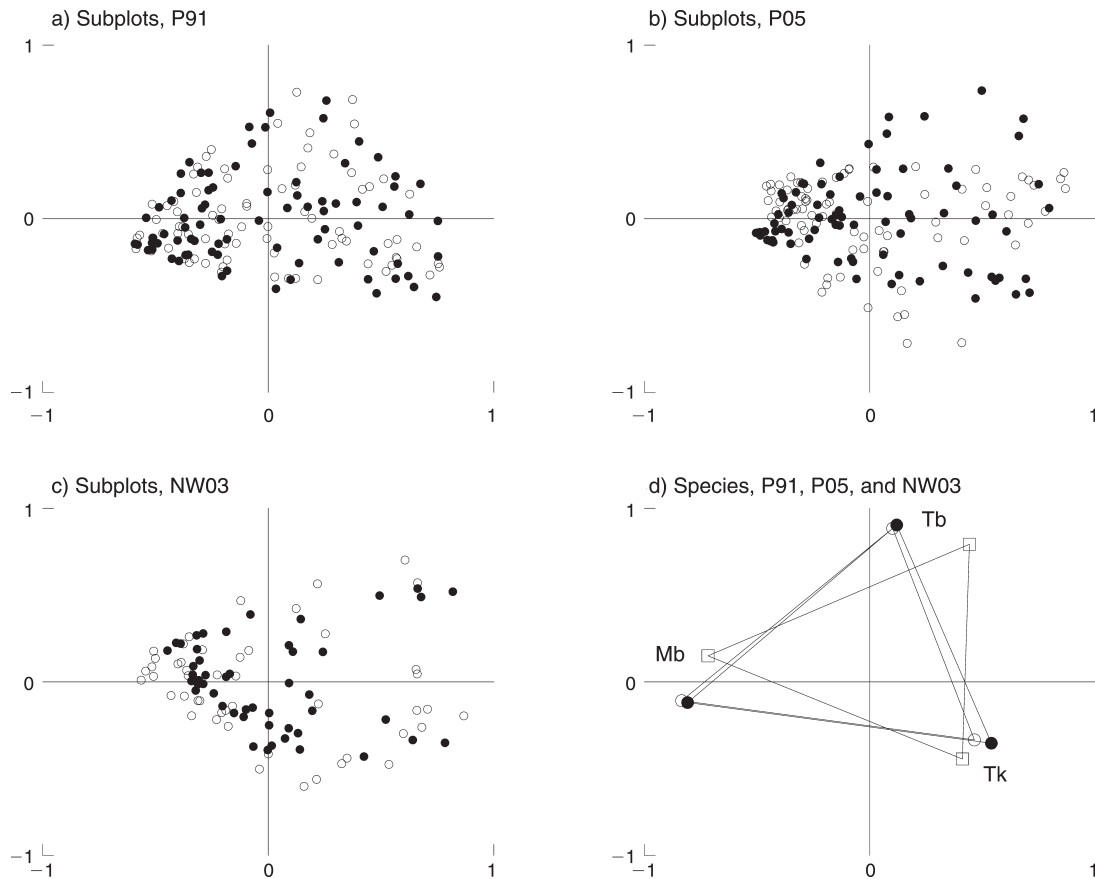 a) Subplots, P91
1
0
−1
−1 0 1
b) Subplots, P05
1
0
−1
−1 0 1
c) Subplots, NW03
1
0
−1
−1 0 1
d) Species, P91, P05, and NW03
1
Tb
Mb
0
Tk
−1
−1 0 1